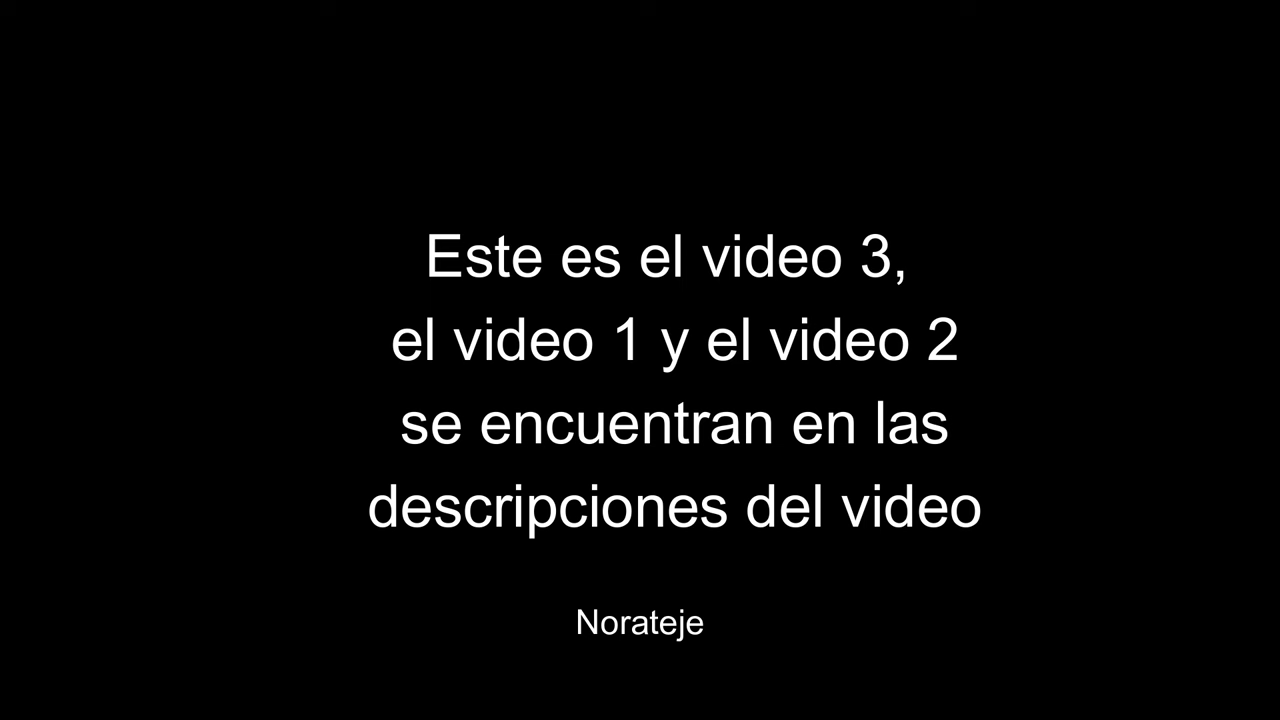 Este es el video 3,
el video 1 y el video 2
se encuentran en las
descripciones del video
Norateje